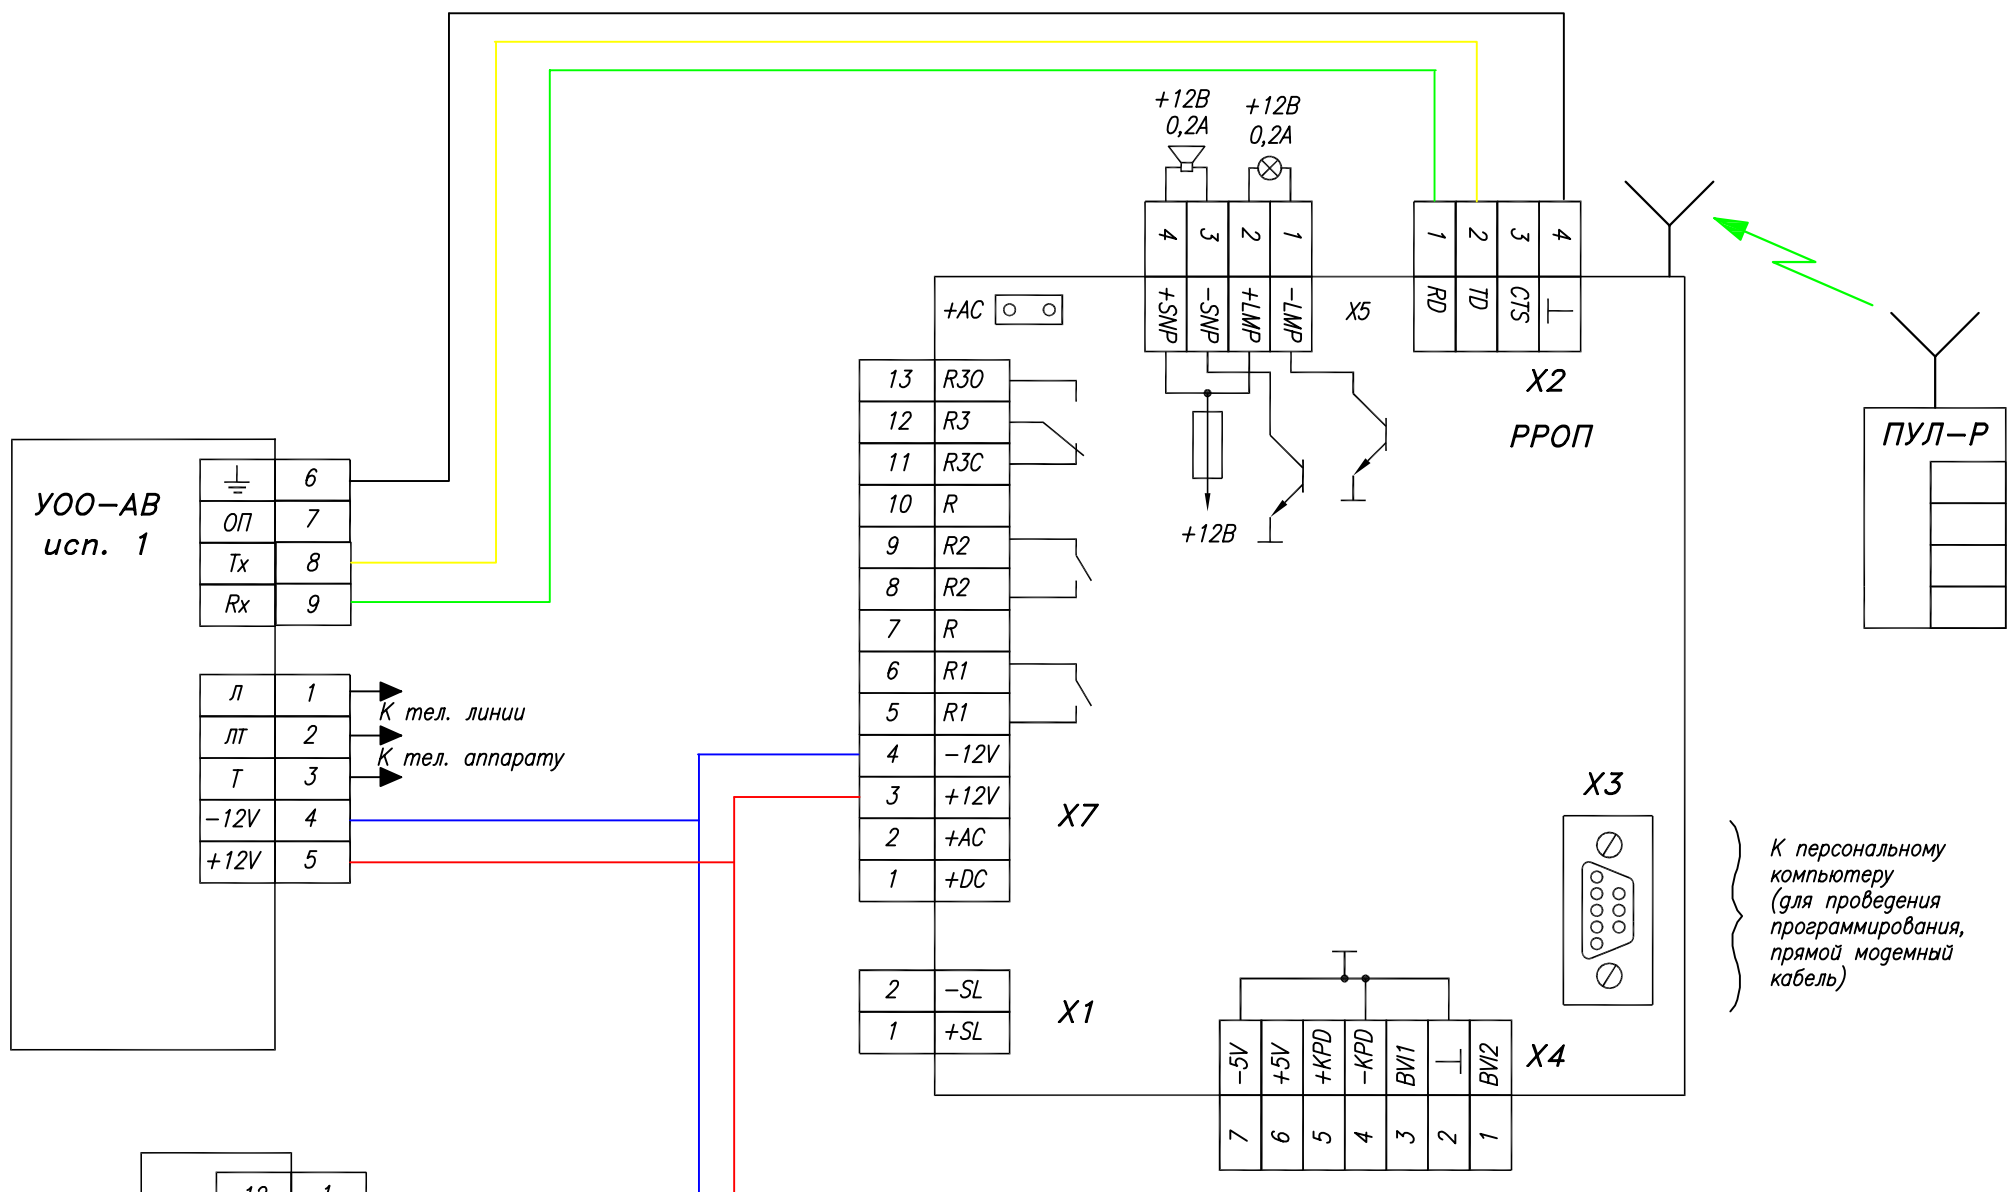 +12В
0,2А
+12В
0,2А
4 3 2 1
+SNP -SNP +LMP -LMP
X5
1 2 3 4
RD TD CTS ⊥
X2
РРОП
+AC
+12В
13 R3O
12 R3
11 R3C
10 R
9 R2
8 R2
7 R
6 R1
5 R1
4 -12V
3 +12V
2 +AC
1 +DC
X7
2 -SL
1 +SL
X1
УОО-АВ
исп. 1
6
ОП 7
Тх 8
Rx 9
Л 1
К тел. линии
ЛТ 2
К тел. аппарату
Т 3
-12V 4
+12V 5
ПУЛ-Р
X3
К персональному
компьютеру
(для проведения
программирования,
прямой модемный
кабель)
-5V +5V +KPD -KPD BVI1 ⊥ BVI2
X4
7 6 5 4 3 2 1